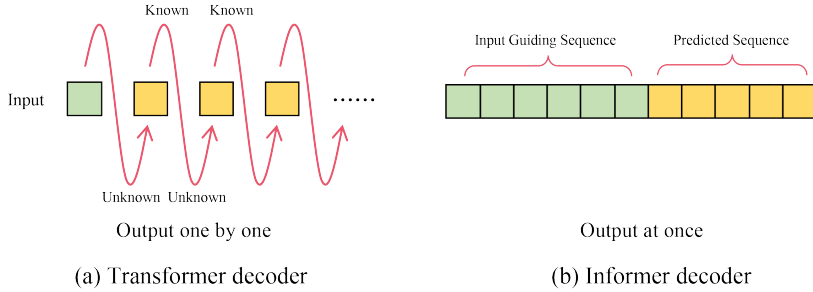 Known Known
Input
......
Unknown Unknown
Output one by one
(a) Transformer decoder
Input Guiding Sequence Predicted Sequence
Output at once
(b) Informer decoder